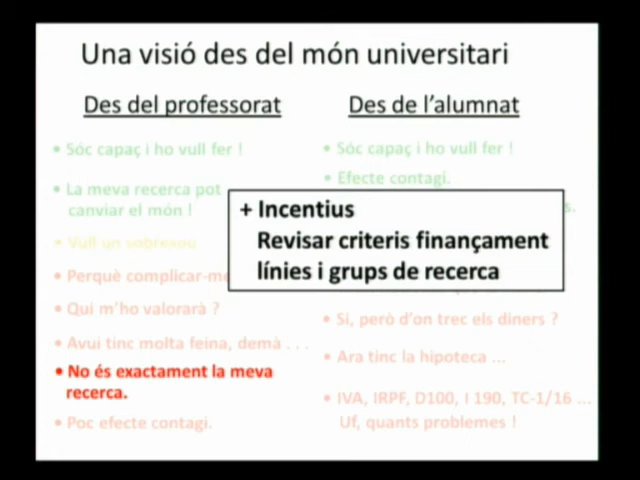 Una visió des del món universitari
Des del professorat
• Sóc capaç i ho vull fer !
• La meva recerca pot
canviar el món !
• Vull un sobresou
• Perquè complicar-me
• Qui m'ho valorarà ?
• Avui tinc molta feina, demà . . .
• No és exactament la meva
recerca.
• Poc efecte contagi.
Des de l'alumnat
• Sóc capaç i ho vull fer !
• Efecte contagi.
s.
• Si, però d'on trec els diners ?
• Ara tinc la hipoteca ...
• IVA, IRPF, D100, I 190, TC-1/16 ...
Uf, quants problemes !
+ Incentius
Revisar criteris finançament
línies i grups de recerca